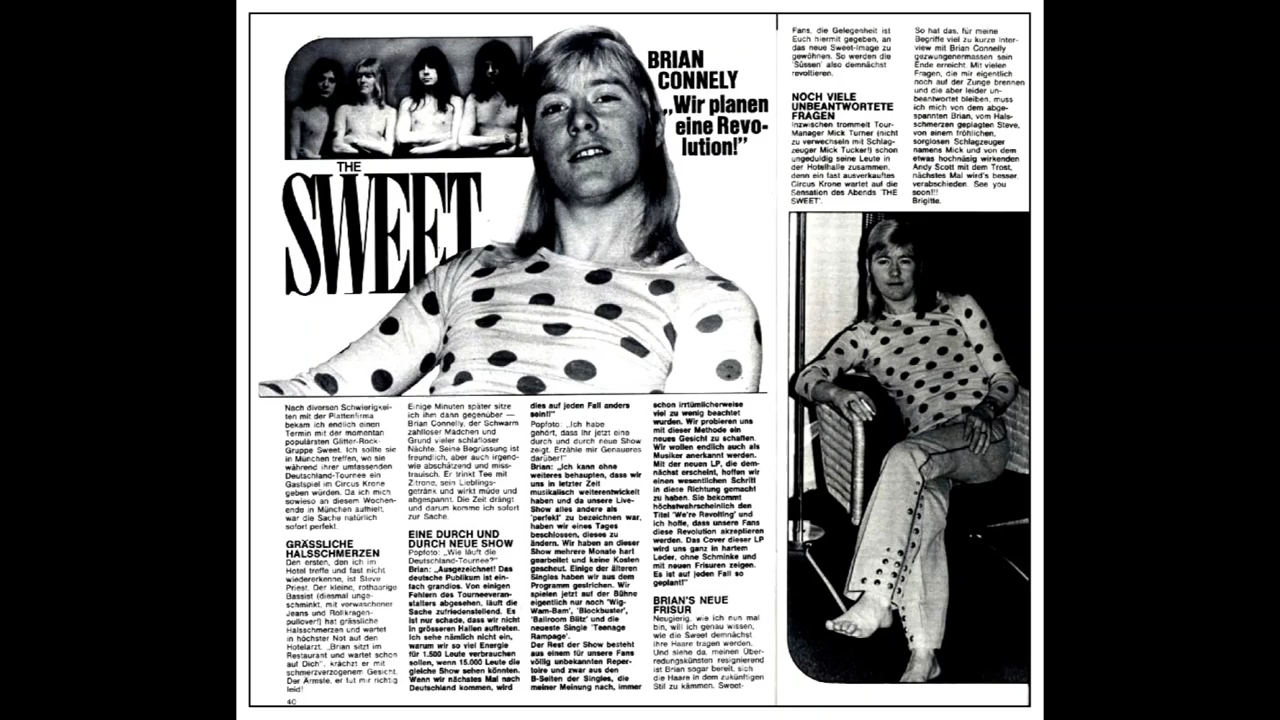 BRIAN
CONNELY
„Wir planen
eine Revo-
lution!"
THE
SWEET
Nach diversen Schwierigkei-
ten mit der Plattenfirma
bekam ich endlich einen
Termin mit der momentan
populärsten Glitter-Rock-
Gruppe Sweet. Ich sollte sie
in München treffen, wo sie
während ihrer umfassenden
Deutschland-Tournee ein
Gastspiel im Circus Krone
geben würden. Da ich mich
sowieso an diesem Wochen-
ende in München aufhielt,
war die Sache natürlich
sofort perfekt.
GRÄSSLICHE
HALSSCHMERZEN
Den ersten, den ich im
Hotel treffe und fast nicht
wiedererkenne, ist Steve
Priest. Der kleine, rothaarige
Bassist (diesmal unge-
schminkt, mit verwaschener
Jeans und Rollkragen-
pullover!) hat grässliche
Halsschmerzen und wartet
in höchster Not auf den
Hotelarzt. „Brian sitzt im
Restaurant und wartet schon
auf Dich", krächzt er mit
schmerzverzogenem Gesicht.
Der Ärmste, er tut mir richtig
leid!
40
Einige Minuten später sitze
ich ihm dann gegenüber —
Brian Connelly, der Schwarm
zahlloser Mädchen und
Grund vieler schlafloser
Nächte. Seine Begrüssung ist
freundlich, aber auch irgend-
wie abschätzend und miss-
trauisch. Er trinkt Tee mit
Zitrone, sein Lieblings-
getränk und wirkt müde und
abgespannt. Die Zeit drängt
und darum komme ich sofort
zur Sache.
EINE DURCH UND
DURCH NEUE SHOW
Popfoto: „Wie läuft die
Deutschland-Tournee?"
Brian: „Ausgezeichnet! Das
deutsche Publikum ist ein-
fach grandios. Von einigen
Fehlern des Tourneeveran-
stalters abgesehen, läuft die
Sache zufriedenstellend. Es
ist nur schade, dass wir nicht
in grösseren Hallen auftreten.
Ich sehe nämlich nicht ein,
warum wir so viel Energie
für 1.500 Leute verbrauchen
sollen, wenn 15.000 Leute die
gleiche Show sehen könnten.
Wenn wir nächstes Mal nach
Deutschland kommen, wird
dies auf jeden Fall anders
sein!"
Popfoto: „Ich habe
gehört, dass Ihr jetzt eine
durch und durch neue Show
zeigt. Erzähle mir Genaueres
darüber!"
Brian: „Ich kann ohne
weiteres behaupten, dass wir
uns in letzter Zeit
musikalisch weiterentwickelt
haben und da unsere Live-
Show alles andere als
'perfekt' zu bezeichnen war,
haben wir eines Tages
beschlossen, dieses zu
ändern. Wir haben an dieser
Show mehrere Monate hart
gearbeitet und keine Kosten
gescheut. Einige der älteren
Singles haben wir aus dem
Programm gestrichen. Wir
spielen jetzt auf der Bühne
eigentlich nur noch 'Wig-
Wam-Bam', 'Blockbuster',
'Ballroom Blitz' und die
neueste Single 'Teenage
Rampage'.
Der Rest der Show besteht
aus einem für unsere Fans
völlig unbekannten Reper-
toire und zwar aus den
B-Seiten der Singles, die
meiner Meinung nach, immer
schon irrtümlicherweise
viel zu wenig beachtet
wurden. Wir probieren uns
mit dieser Methode ein
neues Gesicht zu schaffen.
Wir wollen endlich auch als
Musiker anerkannt werden.
Mit der neuen LP, die dem-
nächst erscheint, hoffen wir
einen wesentlichen Schritt
in diese Richtung gemacht
zu haben. Sie bekommt
höchstwahrscheinlich den
Titel 'We're Revolting' und
ich hoffe, dass unsere Fans
diese Revolution akzeptieren
werden. Das Cover dieser LP
wird uns ganz in hartem
Leder, ohne Schminke und
mit neuen Frisuren zeigen.
Es ist auf jeden Fall so
geplant!"
BRIAN'S NEUE
FRISUR
Neugierig, wie ich nun mal
bin, will ich genau wissen,
wie die Sweet demnächst
ihre Haare tragen werden.
Und siehe da, meinen Über-
redungskünsten resignierend
ist Brian sogar bereit, sich
die Haare in dem zukünftigen
Stil zu kämmen. Sweet-
Fans, die Gelegenheit ist
Euch hiermit gegeben, an
das neue Sweet-Image zu
gewöhnen. So werden die
'Süssen' also demnächst
revoltieren.
NOCH VIELE
UNBEANTWORTETE
FRAGEN
Inzwischen trommelt Tour-
Manager Mick Turner (nicht
zu verwechseln mit Schlag-
zeuger Mick Tucker!) schon
ungeduldig seine Leute in
der Hotelhalle zusammen,
denn ein fast ausverkauftes
Circus Krone wartet auf die
Sensation des Abends 'THE
SWEET'.
So hat das, für meine
Begriffe viel zu kurze Inter-
view mit Brian Connelly
gezwungenermassen sein
Ende erreicht. Mit vielen
Fragen, die mir eigentlich
noch auf der Zunge brennen
und die aber leider un-
beantwortet bleiben, muss
ich mich von dem abge-
spannten Brian, vom Hals-
schmerzen geplagten Steve,
von einem fröhlichen,
sorglosen Schlagzeuger
namens Mick und von dem
etwas hochnäsig wirkenden
Andy Scott mit dem Trost,
nächstes Mal wird's besser,
verabschieden. See you
soon!!!
Brigitte.